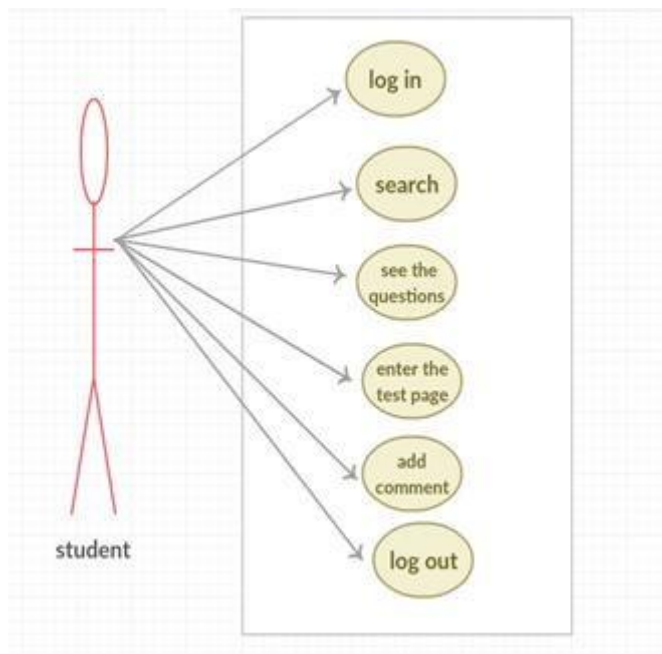 log in
search
see the
questions
enter the
test page
add
comment
log out
student